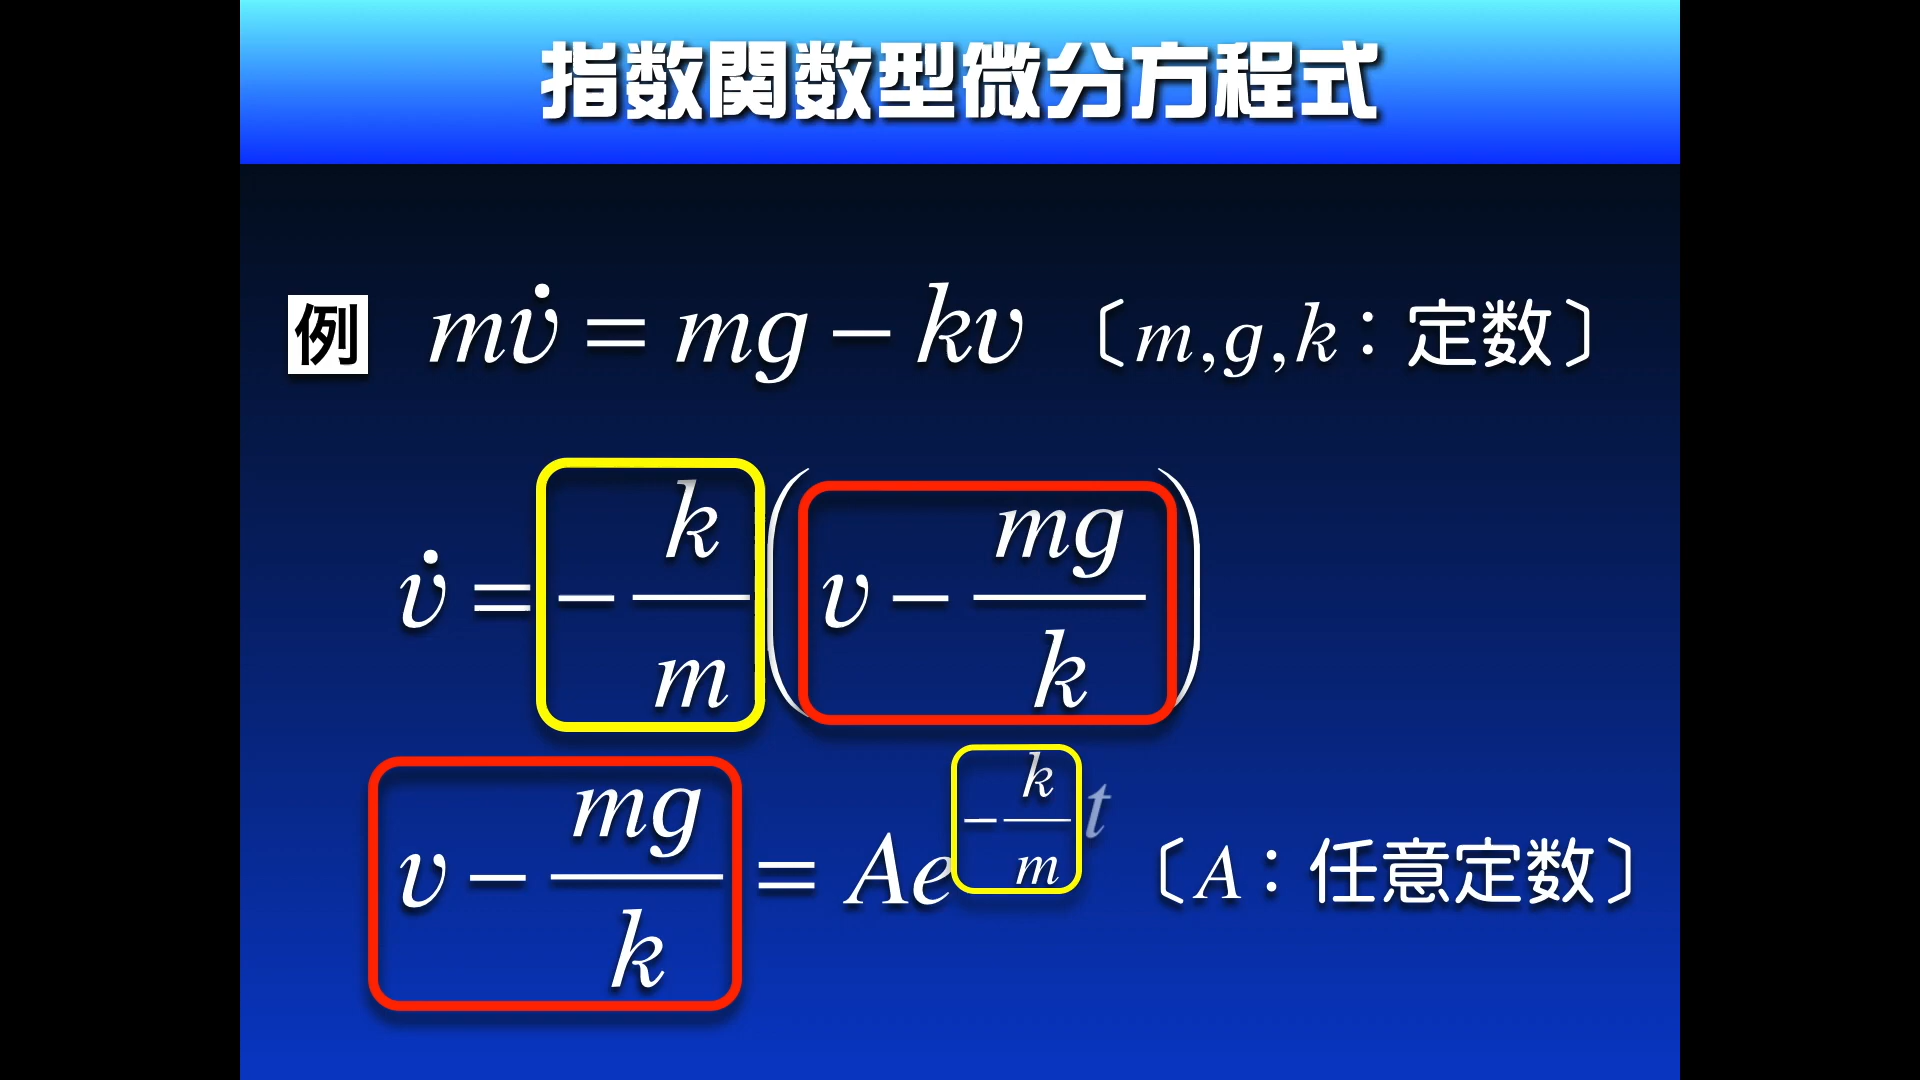 指数関数型微分方程式
例 mv̇ = mg − kv 〔m,g,k：定数〕
v̇ = −k/m (v − mg/k)
v − mg/k = Ae^(−k/m t) 〔A：任意定数〕